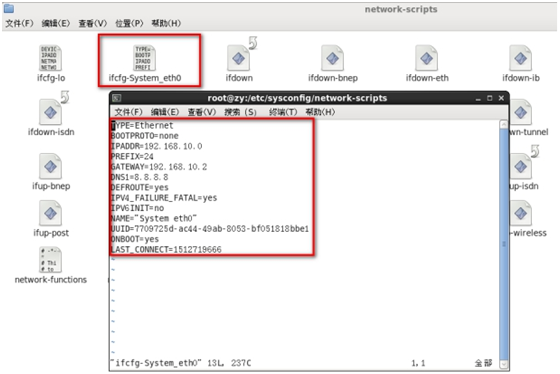 network-scripts
文件(F) 编辑(E) 查看(V) 位置(P) 帮助(H)
DEVIC
IPADD
NETMA
NETWO
TYPE=
BOOTP
IPADD
PREFI
ifcfg-lo
ifcfg-System_eth0
ifdown
ifdown-bnep
ifdown-eth
ifdown-ib
ifdown-isdn
ifup-bnep
ifup-post
network-functions
# -*-
#
# Thi
# to
-tunnel
p-isdn
-wireless
root@zy:/etc/sysconfig/network-scripts
文件(F) 编辑(E) 查看(V) 搜索 (S) 终端(T) 帮助(H)
TYPE=Ethernet
BOOTPROTO=none
IPADDR=192.168.10.0
PREFIX=24
GATEWAY=192.168.10.2
DNS1=8.8.8.8
DEFROUTE=yes
IPV4_FAILURE_FATAL=yes
IPV6INIT=no
NAME="System eth0"
UUID=7709725d-ac44-49ab-8053-bf051818bbe1
ONBOOT=yes
LAST_CONNECT=1512719666
~
~
~
~
~
~
~
~
~
"ifcfg-System_eth0" 13L, 237C 1,1 全部